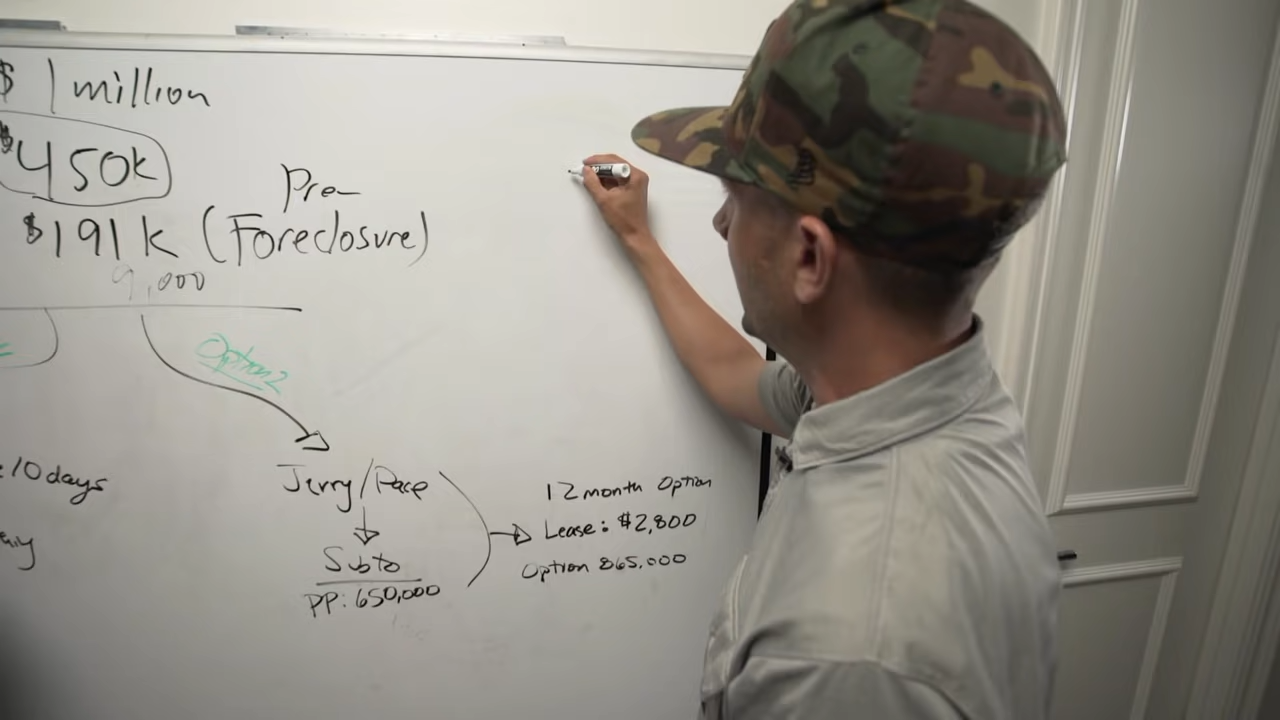 $ 1 million
$450k
Pre-
$191k (Foreclosure)
9,000
Option 2
10 days
Jerry/Pace
Subto
PP: 650,000
12 month Option
Lease: $2,800
Option 865,000